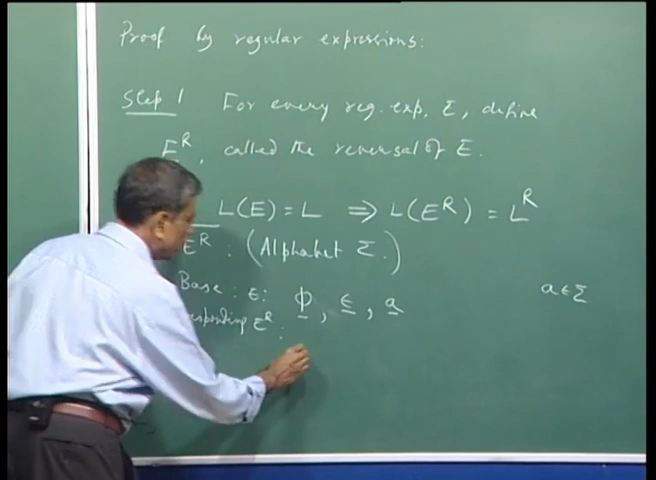 Proof by regular expressions:
Step 1 For every reg. exp. E, define
E^R, called the reversal of E.
L(E) = L ⇒ L(E^R) = L^R
E^R : (Alphabet Σ.)
Base : E: ϕ, ε, a a ∈ Σ
E^R :